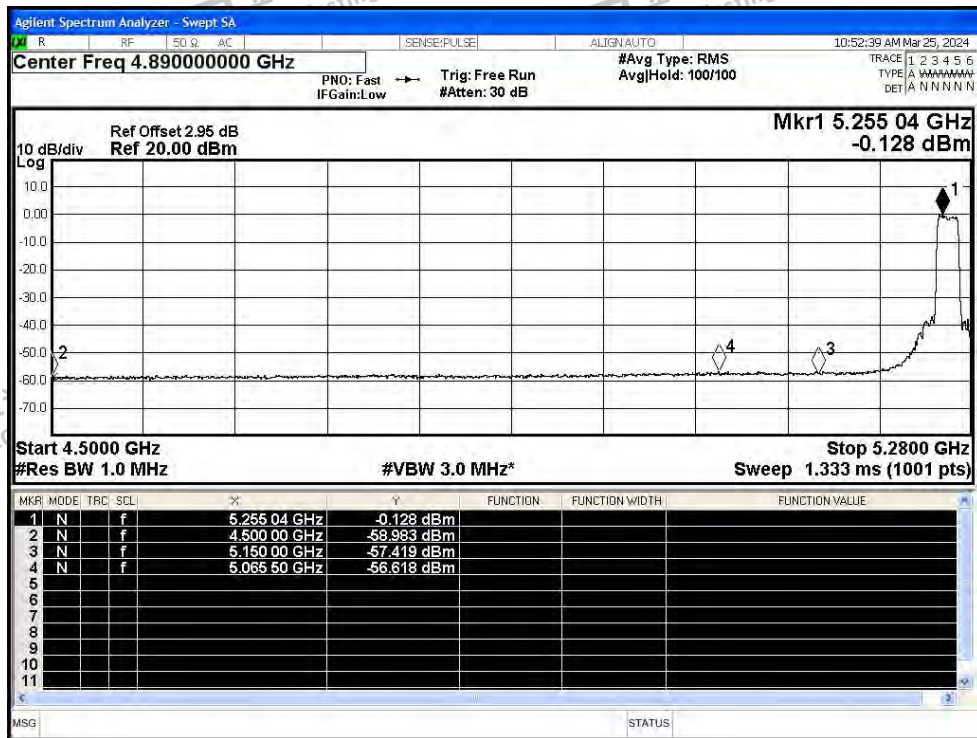 Agilent Spectrum Analyzer - Swept SA
LXI R RF 50 Ω AC SENSE:PULSE ALIGN AUTO 10:52:39 AM Mar 25, 2024
Center Freq 4.890000000 GHz
#Avg Type: RMS
TRACE 1 2 3 4 5 6
PNO: Fast
Trig: Free Run
Avg|Hold: 100/100
TYPE A WWWWW
IFGain:Low
#Atten: 30 dB
DET A N N N N N
Mkr1 5.255 04 GHz
Ref Offset 2.95 dB
10 dB/div Ref 20.00 dBm
-0.128 dBm
Log
10.0
0.00
-10.0
-20.0
-30.0
-40.0
-50.0
-60.0
-70.0
1
2
4
3
Start 4.5000 GHz
Stop 5.2800 GHz
#Res BW 1.0 MHz
#VBW 3.0 MHz*
Sweep 1.333 ms (1001 pts)
MKR MODE TRC SCL X Y FUNCTION FUNCTION WIDTH FUNCTION VALUE
1 N f 5.255 04 GHz -0.128 dBm
2 N f 4.500 00 GHz -58.983 dBm
3 N f 5.150 00 GHz -57.419 dBm
4 N f 5.065 50 GHz -56.618 dBm
5
6
7
8
9
10
11
MSG STATUS